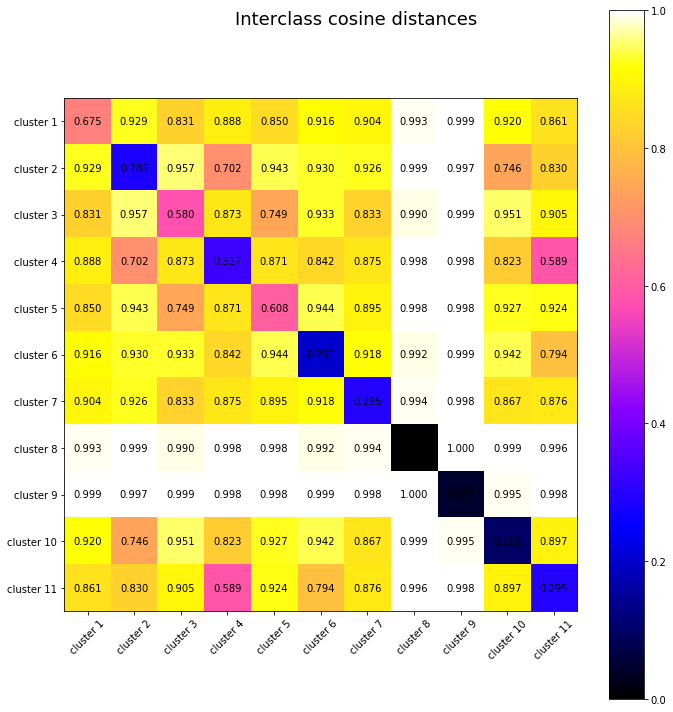 Interclass cosine distances
1.0
0.8
0.6
0.4
0.2
0.0
cluster 1 0.675 0.929 0.831 0.888 0.850 0.916 0.904 0.993 0.999 0.920 0.861
cluster 2 0.929 0.286 0.957 0.702 0.943 0.930 0.926 0.999 0.997 0.746 0.830
cluster 3 0.831 0.957 0.580 0.873 0.749 0.933 0.833 0.990 0.999 0.951 0.905
cluster 4 0.888 0.702 0.873 0.327 0.871 0.842 0.875 0.998 0.998 0.823 0.589
cluster 5 0.850 0.943 0.749 0.871 0.608 0.944 0.895 0.998 0.998 0.927 0.924
cluster 6 0.916 0.930 0.933 0.842 0.944 0.201 0.918 0.992 0.999 0.942 0.794
cluster 7 0.904 0.926 0.833 0.875 0.895 0.918 0.295 0.994 0.998 0.867 0.876
cluster 8 0.993 0.999 0.990 0.998 0.998 0.992 0.994 1.000 0.999 0.996
cluster 9 0.999 0.997 0.999 0.998 0.998 0.999 0.998 1.000 0.995 0.998
cluster 10 0.920 0.746 0.951 0.823 0.927 0.942 0.867 0.999 0.995 0.897
cluster 11 0.861 0.830 0.905 0.589 0.924 0.794 0.876 0.996 0.998 0.897 0.295
cluster 1 cluster 2 cluster 3 cluster 4 cluster 5 cluster 6 cluster 7 cluster 8 cluster 9 cluster 10 cluster 11